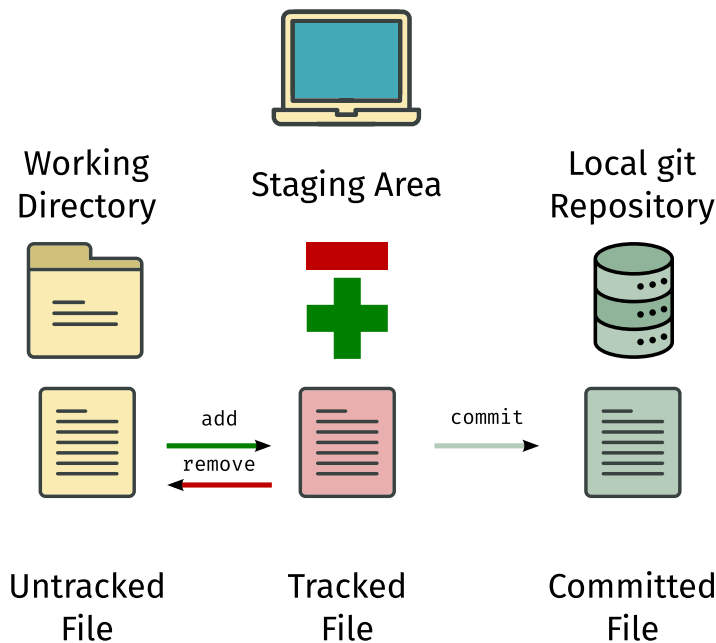 Working
Directory
Staging Area
Local git
Repository
add
remove
commit
Untracked
File
Tracked
File
Committed
File